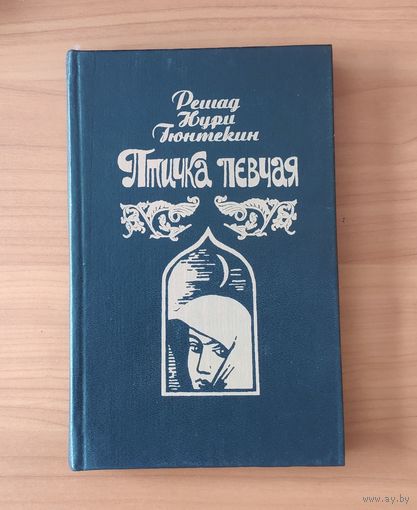 Решад
Нури
Гюнтекин
Птичка певчая
www.ay.by